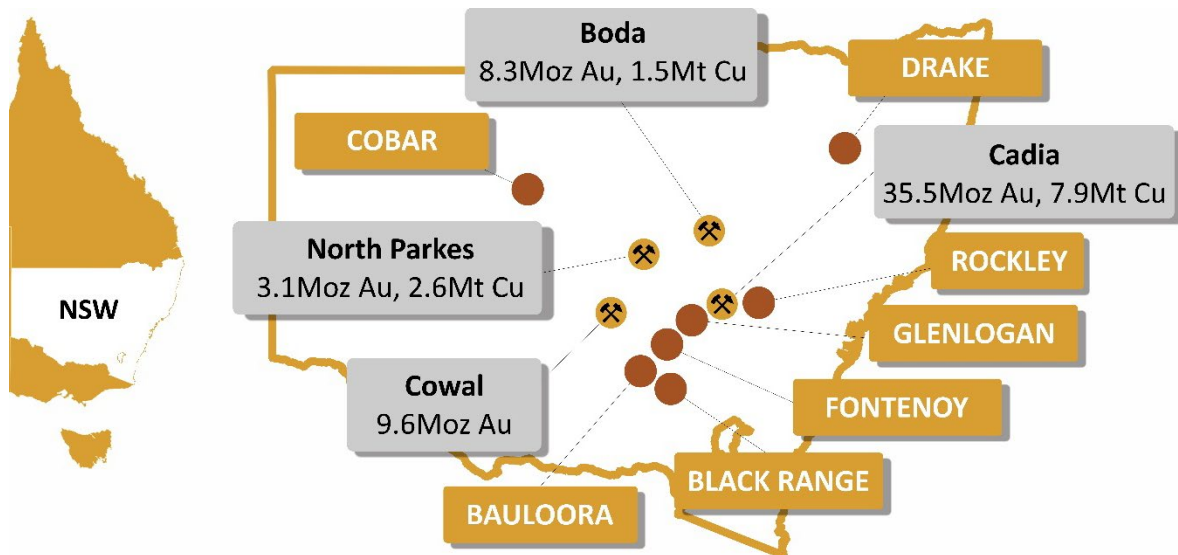 Boda
8.3Moz Au, 1.5Mt Cu
DRAKE
COBAR
Cadia
35.5Moz Au, 7.9Mt Cu
North Parkes
3.1Moz Au, 2.6Mt Cu
ROCKLEY
NSW
GLENLOGAN
Cowal
9.6Moz Au
FONTENOY
BLACK RANGE
BAULOORA